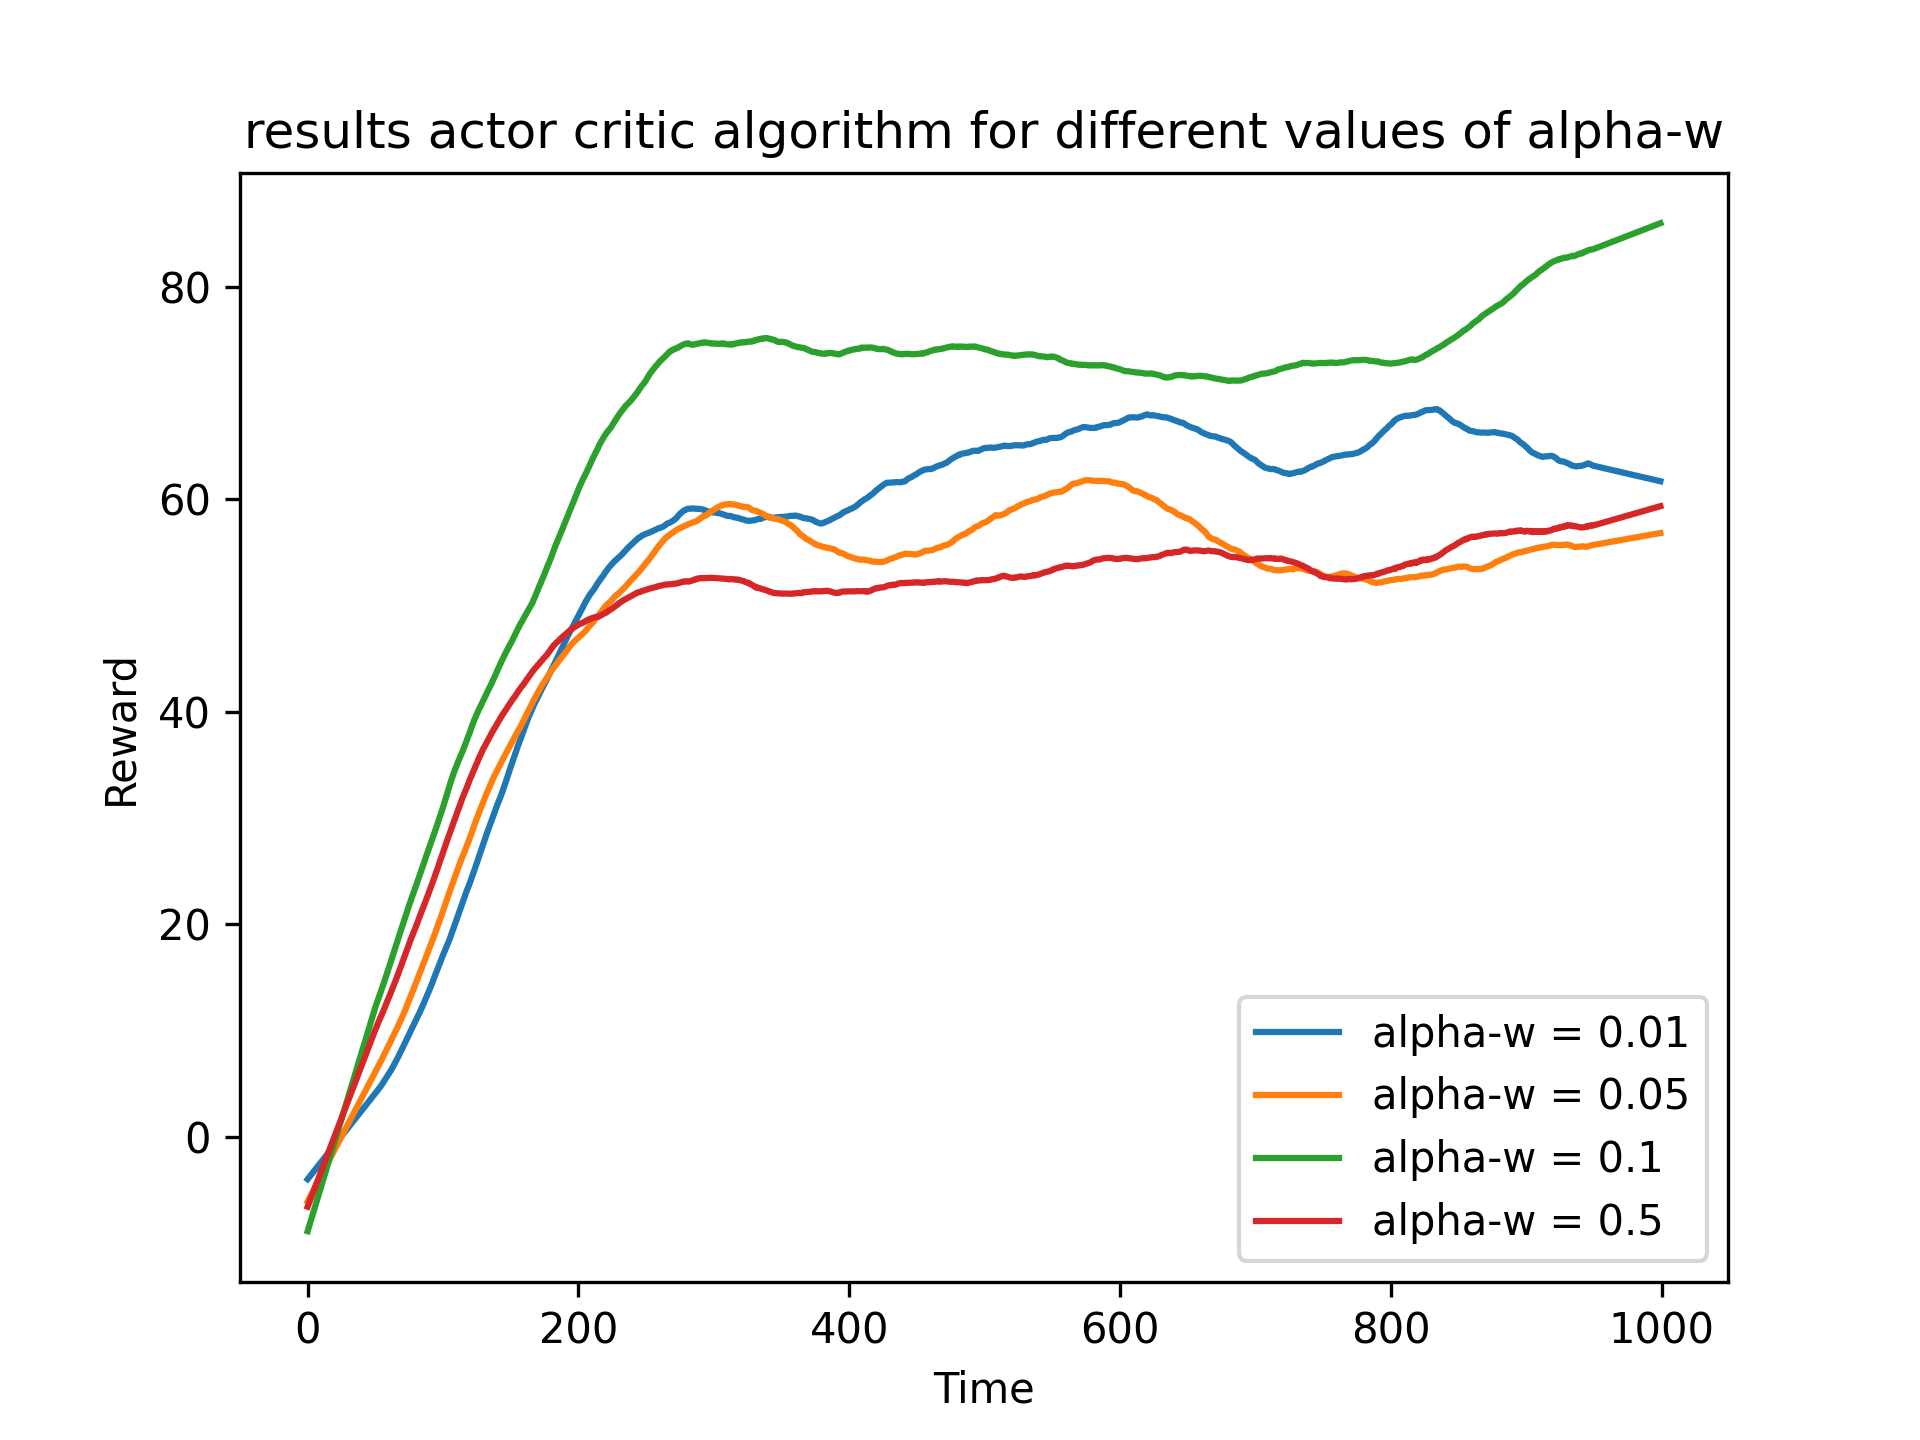 results actor critic algorithm for different values of alpha-w
Reward
80
60
40
20
0
alpha-w = 0.01
alpha-w = 0.05
alpha-w = 0.1
alpha-w = 0.5
0 200 400 600 800 1000
Time